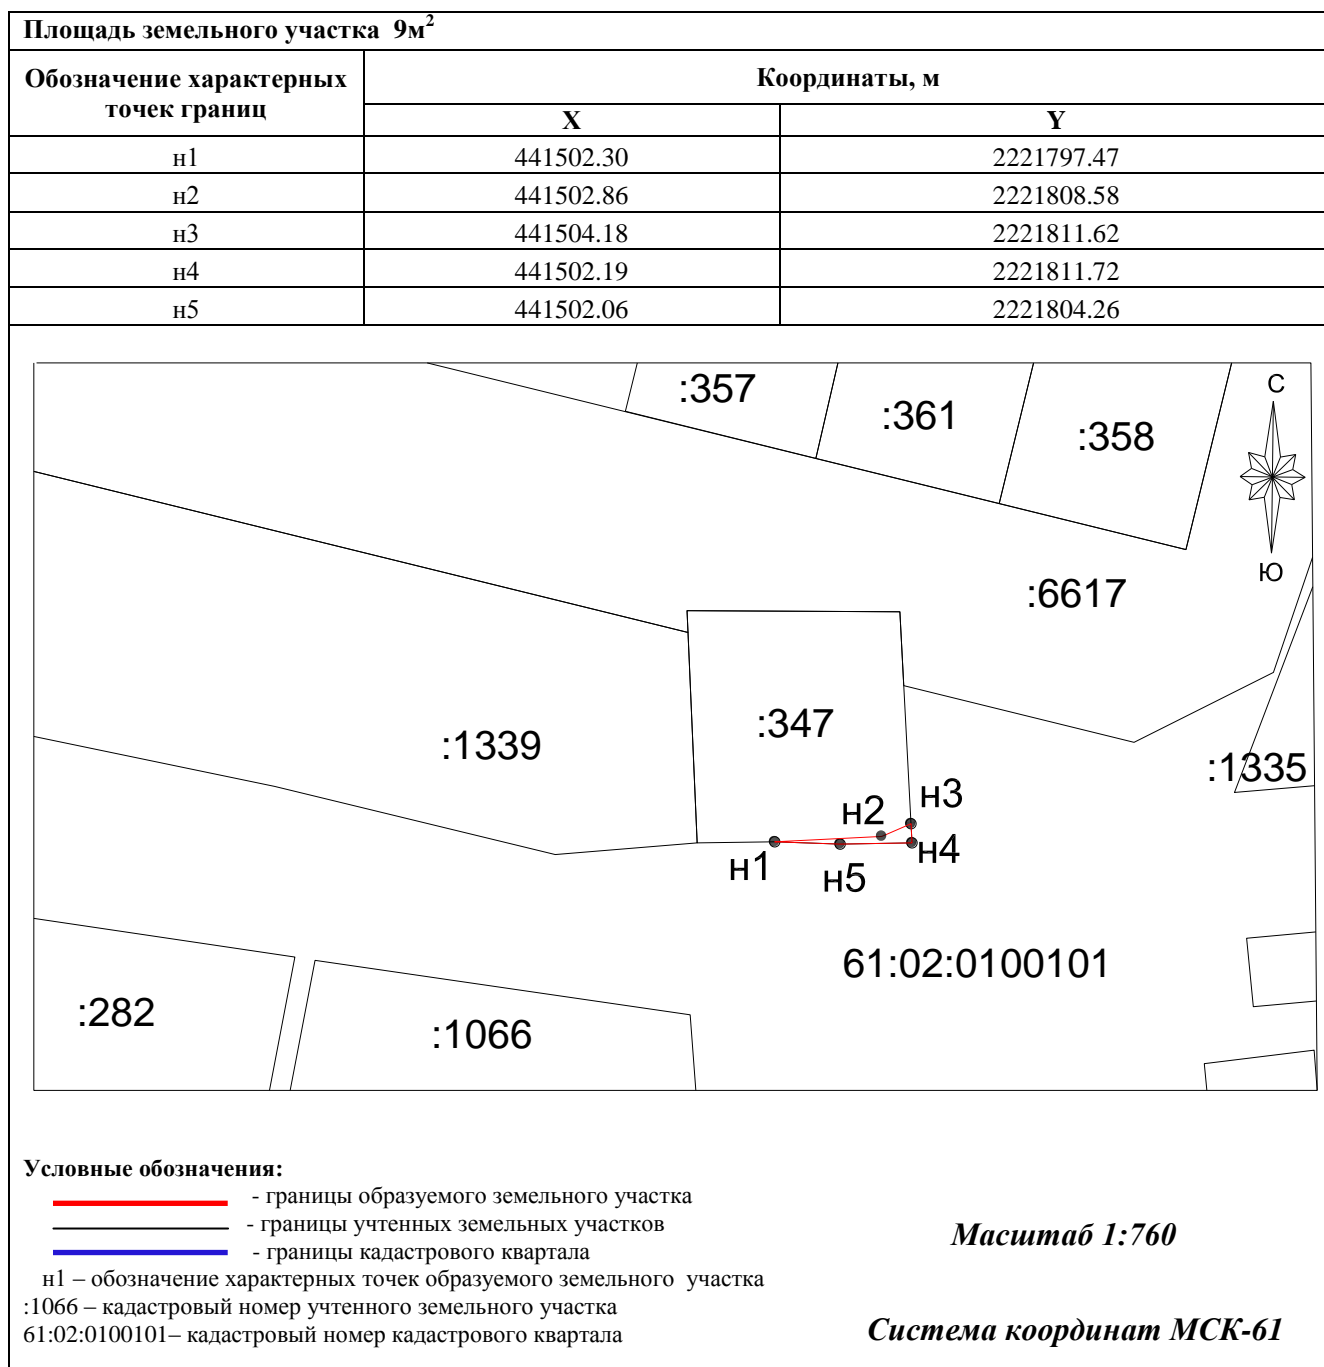 Площадь земельного участка 9м²
Обозначение характерных точек границ
Координаты, м
X Y
н1 441502.30 2221797.47
н2 441502.86 2221808.58
н3 441504.18 2221811.62
н4 441502.19 2221811.72
н5 441502.06 2221804.26
:357
:361
:358
С
Ю
:6617
:347
:1339
:1335
н3
н2
н1
н5
н4
61:02:0100101
:282
:1066
Условные обозначения:
- границы образуемого земельного участка
- границы учтенных земельных участков
- границы кадастрового квартала
н1 – обозначение характерных точек образуемого земельного участка
:1066 – кадастровый номер учтенного земельного участка
61:02:0100101– кадастровый номер кадастрового квартала
Масштаб 1:760
Система координат МСК-61